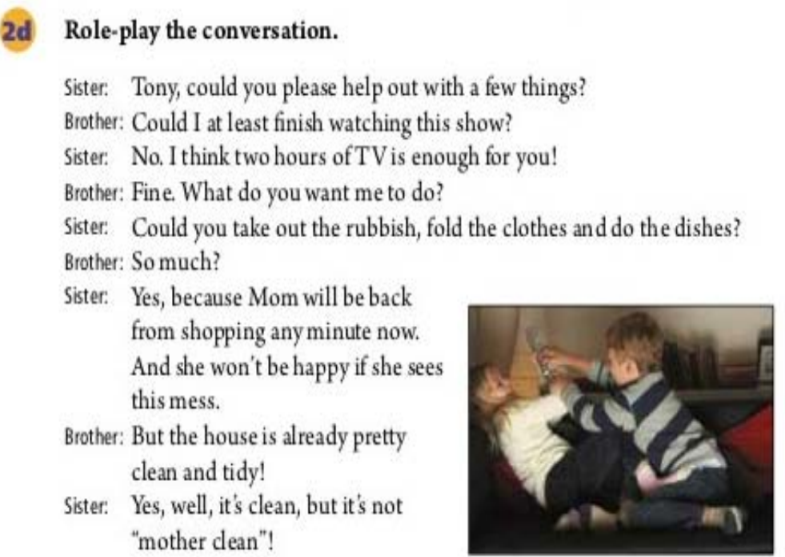 2d Role-play the conversation.
Sister: Tony, could you please help out with a few things?
Brother: Could I at least finish watching this show?
Sister: No. I think two hours of TV is enough for you!
Brother: Fine. What do you want me to do?
Sister: Could you take out the rubbish, fold the clothes and do the dishes?
Brother: So much?
Sister: Yes, because Mom will be back
from shopping any minute now.
And she won't be happy if she sees
this mess.
Brother: But the house is already pretty
clean and tidy!
Sister: Yes, well, it's clean, but it's not
"mother clean"!